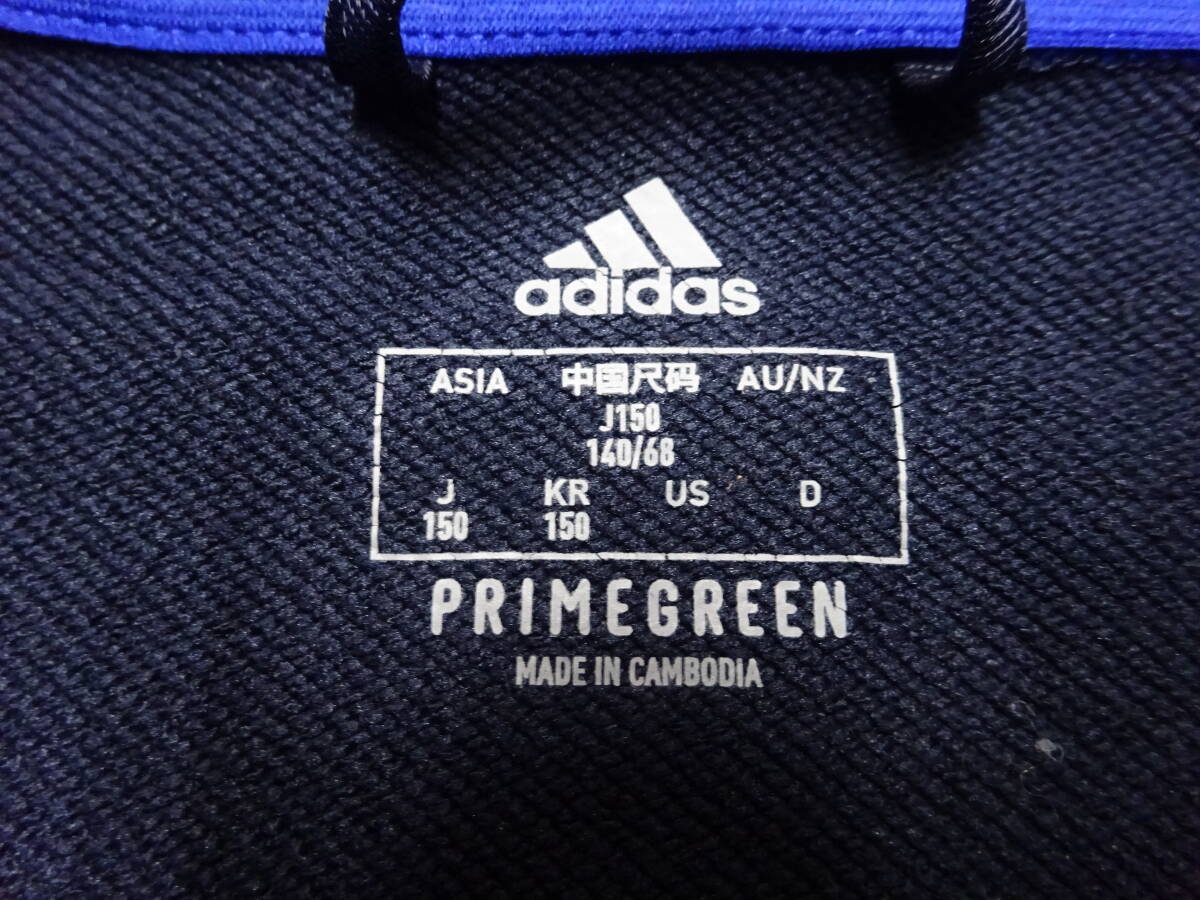 adidas
ASIA 中国尺码 AU/NZ
J150
140/68
J KR US D
150 150
PRIMEGREEN
MADE IN CAMBODIA